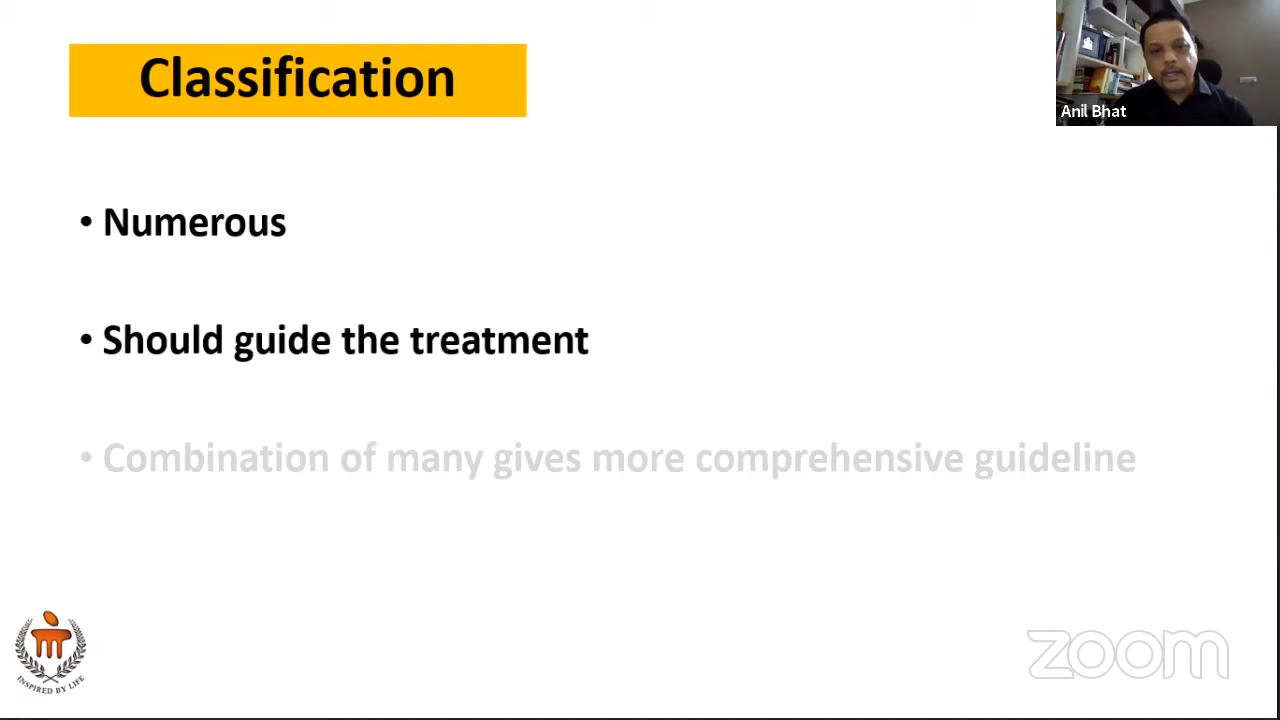 Classification
Anil Bhat
• Numerous
• Should guide the treatment
• Combination of many gives more comprehensive guideline
INSPIRED BY LIFE
zoom